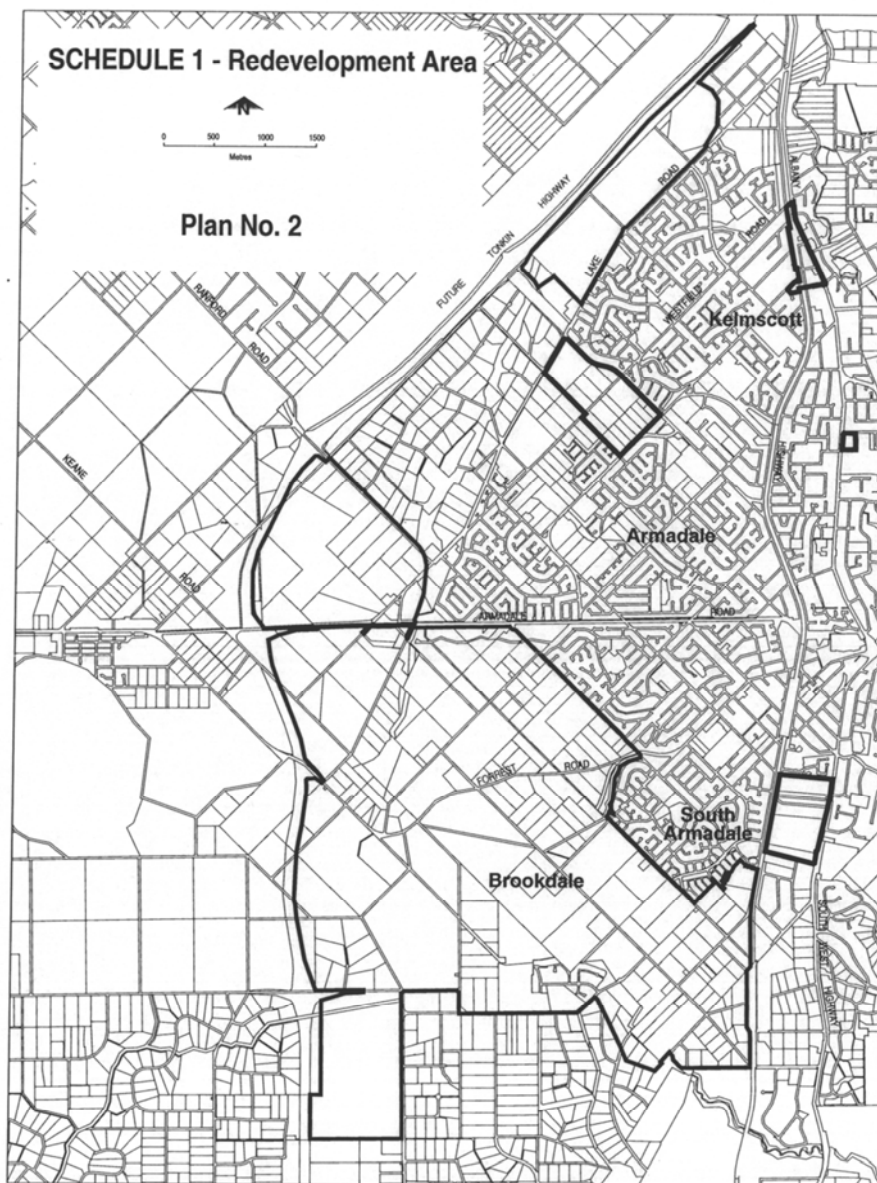 SCHEDULE 1 - Redevelopment Area
N
0 500 1000 1500
Metres
Plan No. 2
FUTURE TONKIN HIGHWAY
RANFORD ROAD
LAKE ROAD
ALBANY
WESTFIELD ROAD
Kelmscott
KEANE ROAD
HIGHWAY
Armadale
ARMADALE ROAD
FORREST ROAD
South
Armadale
Brookdale
SOUTH WEST HIGHWAY